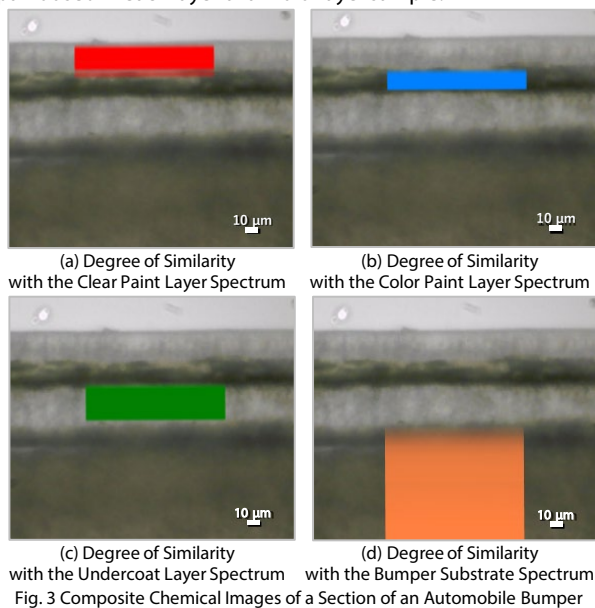 10 µm
10 µm
(a) Degree of Similarity
with the Clear Paint Layer Spectrum
(b) Degree of Similarity
with the Color Paint Layer Spectrum
10 µm
10 µm
(c) Degree of Similarity
with the Undercoat Layer Spectrum
(d) Degree of Similarity
with the Bumper Substrate Spectrum
Fig. 3 Composite Chemical Images of a Section of an Automobile Bumper